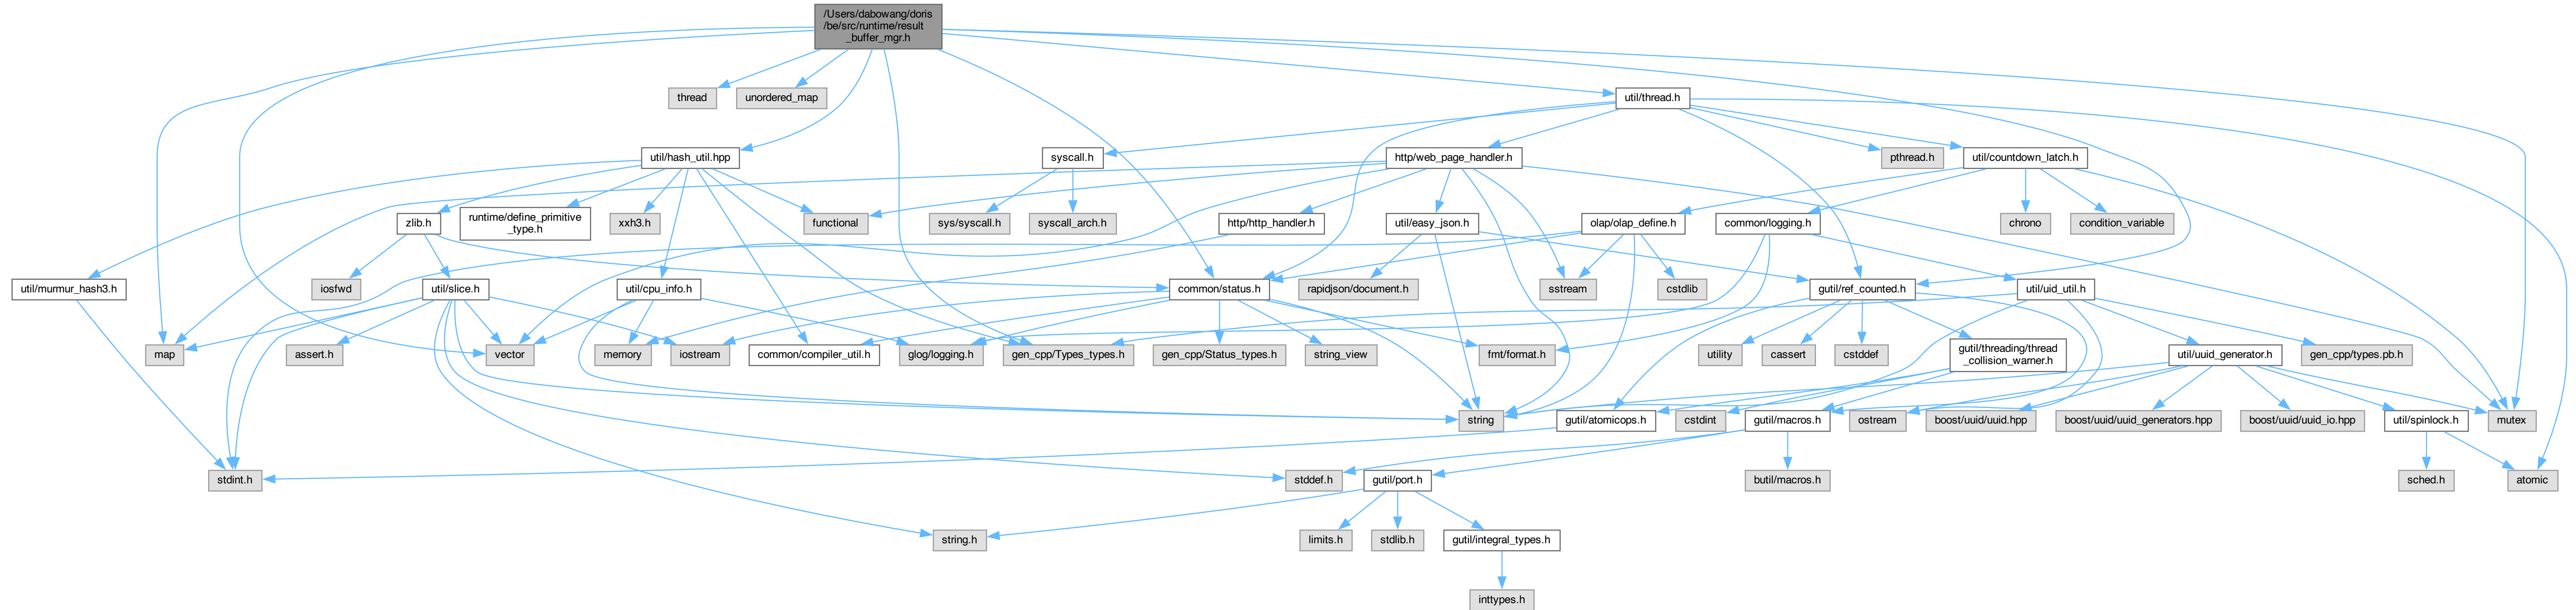 /Users/dabowang/doris
/be/src/runtime/result
_buffer_mgr.h
thread
unordered_map
util/thread.h
util/hash_util.hpp
syscall.h
http/web_page_handler.h
pthread.h
util/countdown_latch.h
zlib.h
runtime/define_primitive
_type.h
xxh3.h
functional
sys/syscall.h
syscall_arch.h
http/http_handler.h
util/easy_json.h
olap/olap_define.h
common/logging.h
chrono
condition_variable
util/murmur_hash3.h
iosfwd
util/slice.h
util/cpu_info.h
common/status.h
rapidjson/document.h
sstream
cstdlib
gutil/ref_counted.h
util/uid_util.h
map
assert.h
vector
memory
iostream
common/compiler_util.h
glog/logging.h
gen_cpp/Types_types.h
gen_cpp/Status_types.h
string_view
fmt/format.h
utility
cassert
cstddef
gutil/threading/thread
_collision_warner.h
util/uuid_generator.h
gen_cpp/types.pb.h
string
gutil/atomicops.h
cstdint
gutil/macros.h
ostream
boost/uuid/uuid.hpp
boost/uuid/uuid_generators.hpp
boost/uuid/uuid_io.hpp
util/spinlock.h
mutex
stdint.h
stddef.h
gutil/port.h
butil/macros.h
sched.h
atomic
string.h
limits.h
stdlib.h
gutil/integral_types.h
inttypes.h